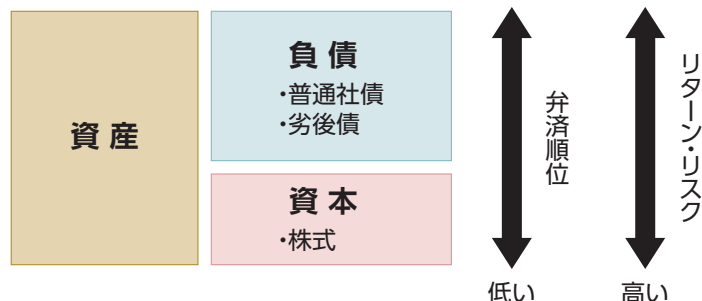 資産
負債
・普通社債
・劣後債
資本
・株式
弁済順位
リターン・リスク
低い
高い